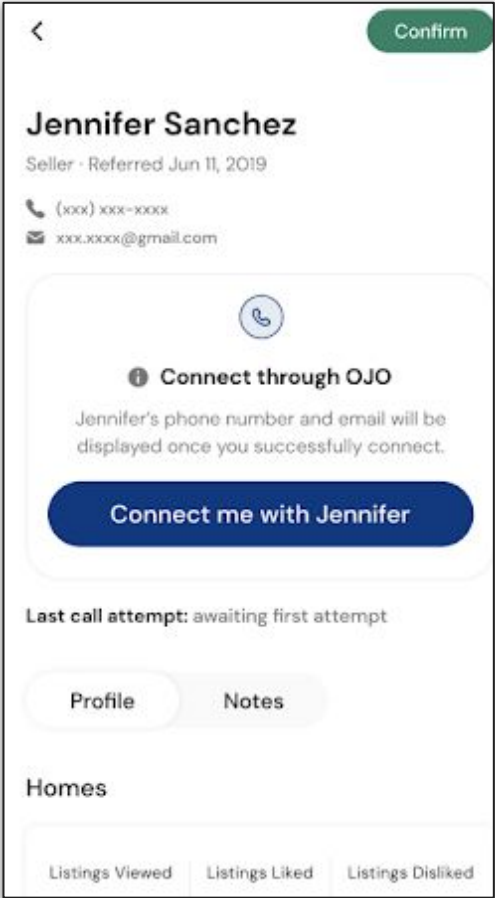 Confirm
Jennifer Sanchez
Seller · Referred Jun 11, 2019
(xxx) xxx-xxxx
xxx.xxxx@gmail.com
Connect through OJO
Jennifer's phone number and email will be
displayed once you successfully connect.
Connect me with Jennifer
Last call attempt: awaiting first attempt
Profile Notes
Homes
Listings Viewed Listings Liked Listings Disliked